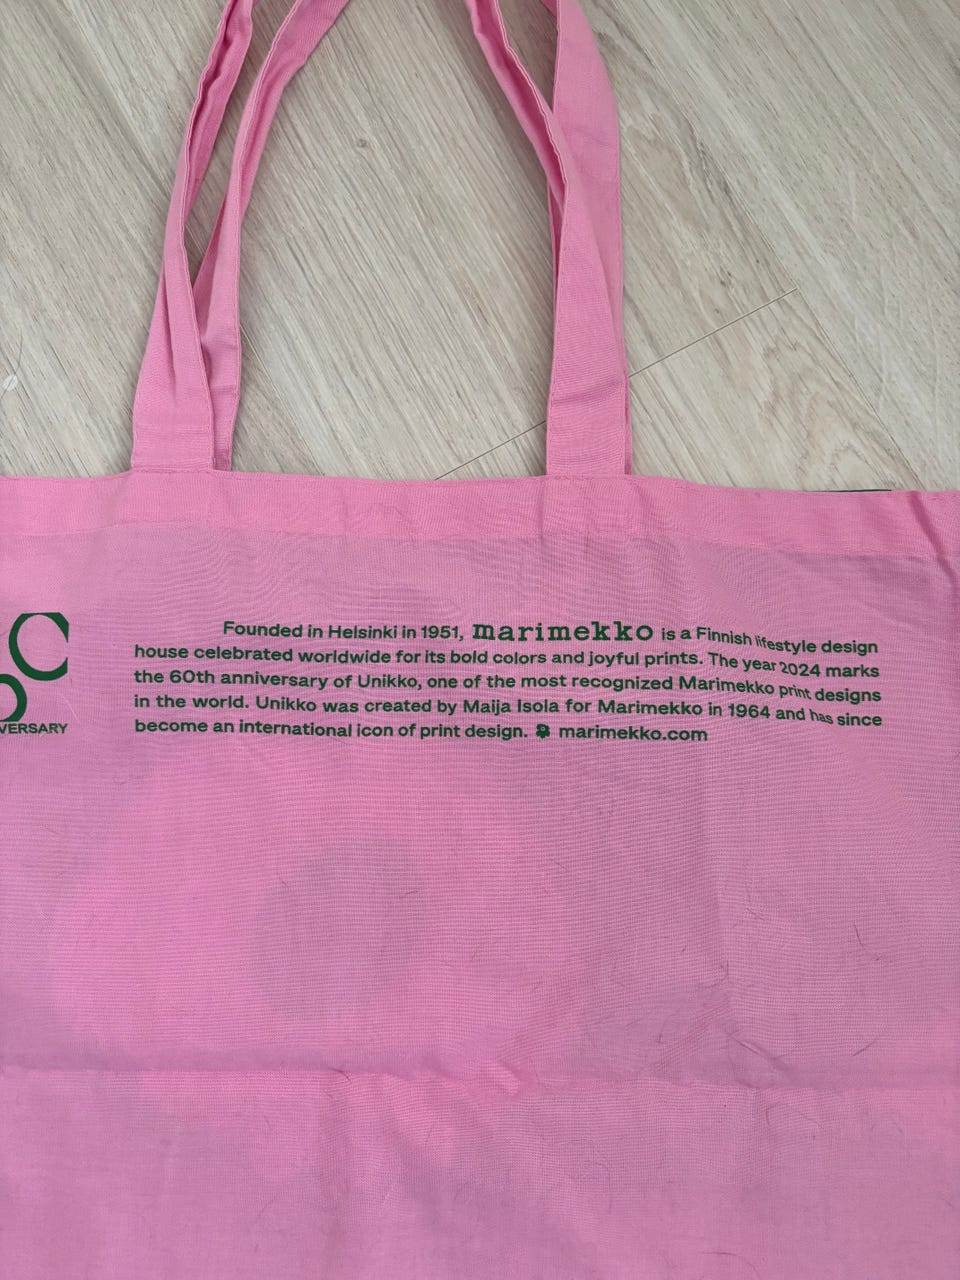 Founded in Helsinki in 1951, marimekko is a Finnish lifestyle design
house celebrated worldwide for its bold colors and joyful prints. The year 2024 marks
the 60th anniversary of Unikko, one of the most recognized Marimekko print designs
in the world. Unikko was created by Maija Isola for Marimekko in 1964 and has since
become an international icon of print design. marimekko.com
VERSARY